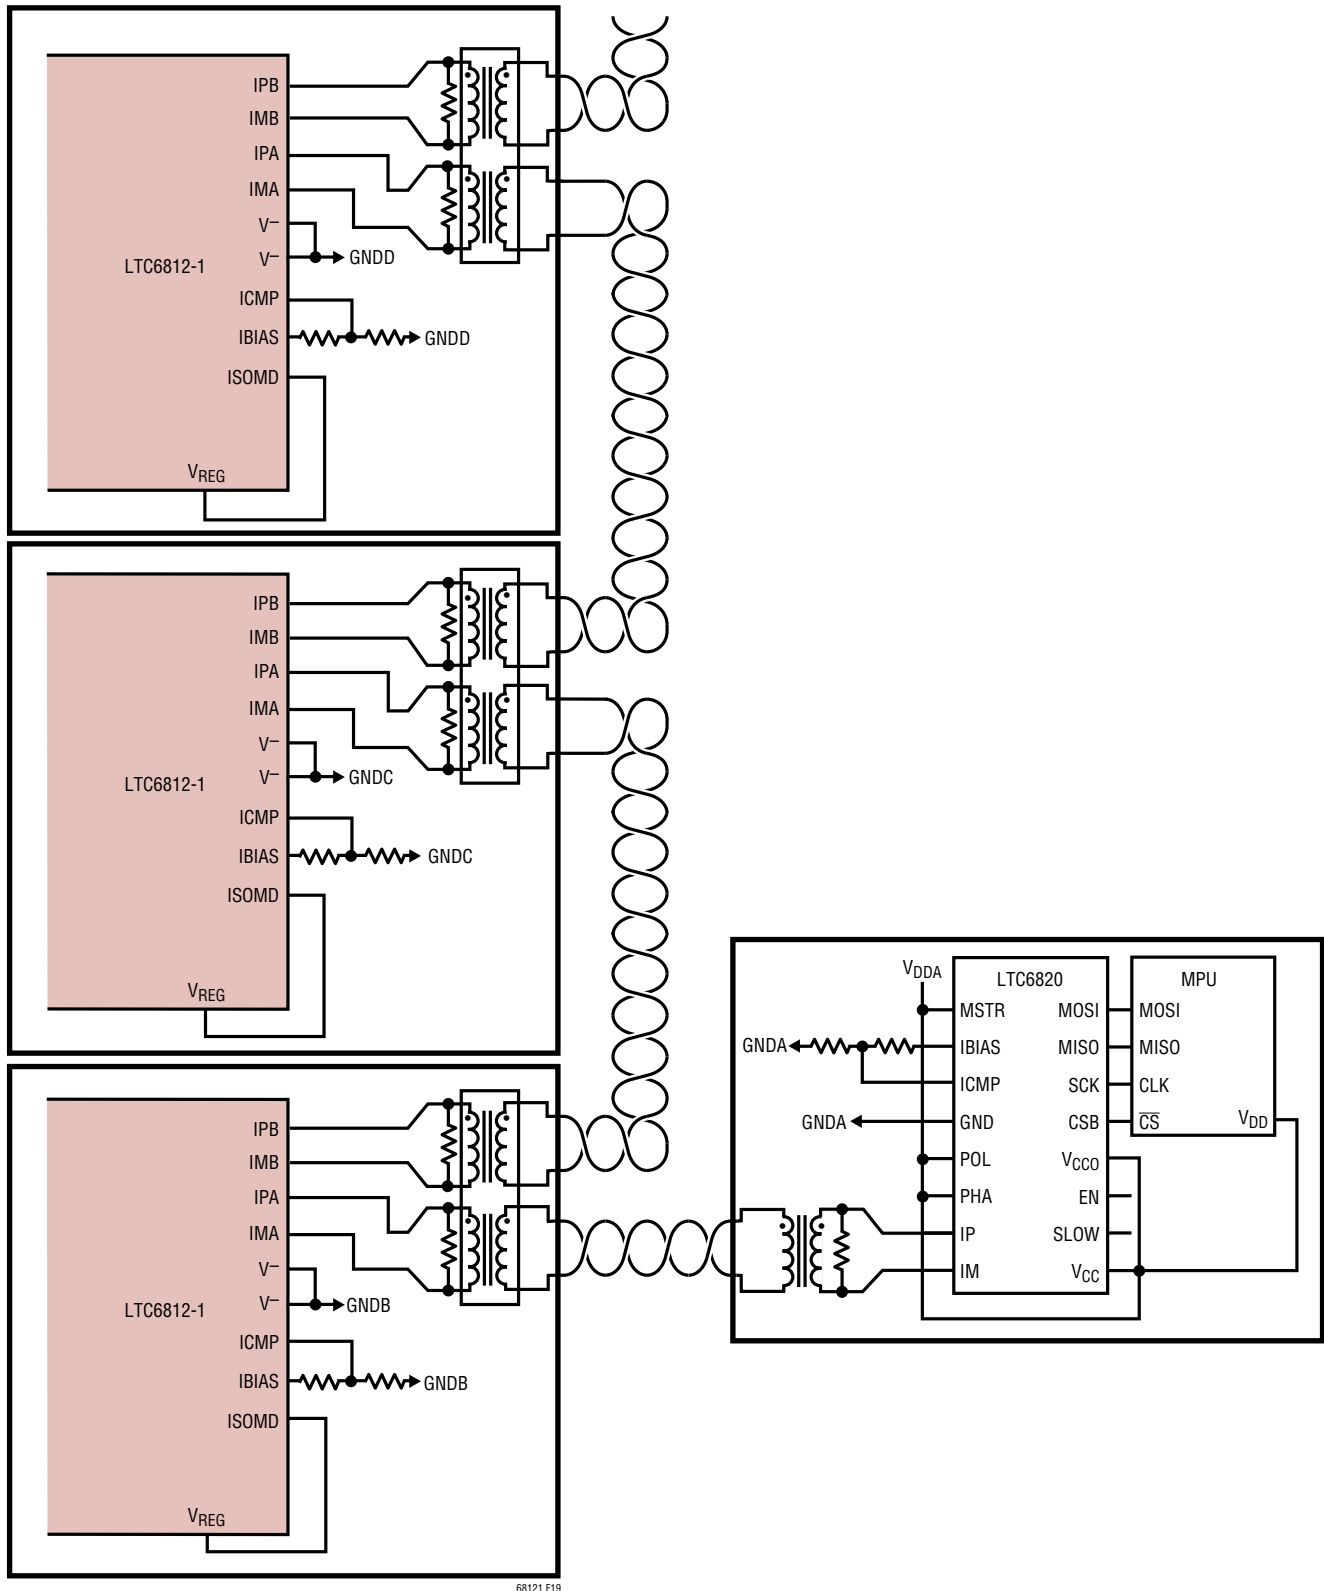 IPB
IMB
IPA
IMA
V–
V–
GNDD
LTC6812-1
ICMP
IBIAS
GNDD
ISOMD
VREG
IPB
IMB
IPA
IMA
V–
V–
GNDC
LTC6812-1
ICMP
IBIAS
GNDC
ISOMD
VREG
IPB
IMB
IPA
IMA
V–
V–
GNDB
LTC6812-1
ICMP
IBIAS
GNDB
ISOMD
VREG
VDDA
LTC6820
MSTR
IBIAS
ICMP
GND
POL
PHA
IP
IM
GNDA
GNDA
MOSI
MISO
SCK
CSB
VCCO
EN
SLOW
VCC
MPU
MOSI
MISO
CLK
CS
VDD
68121 F19